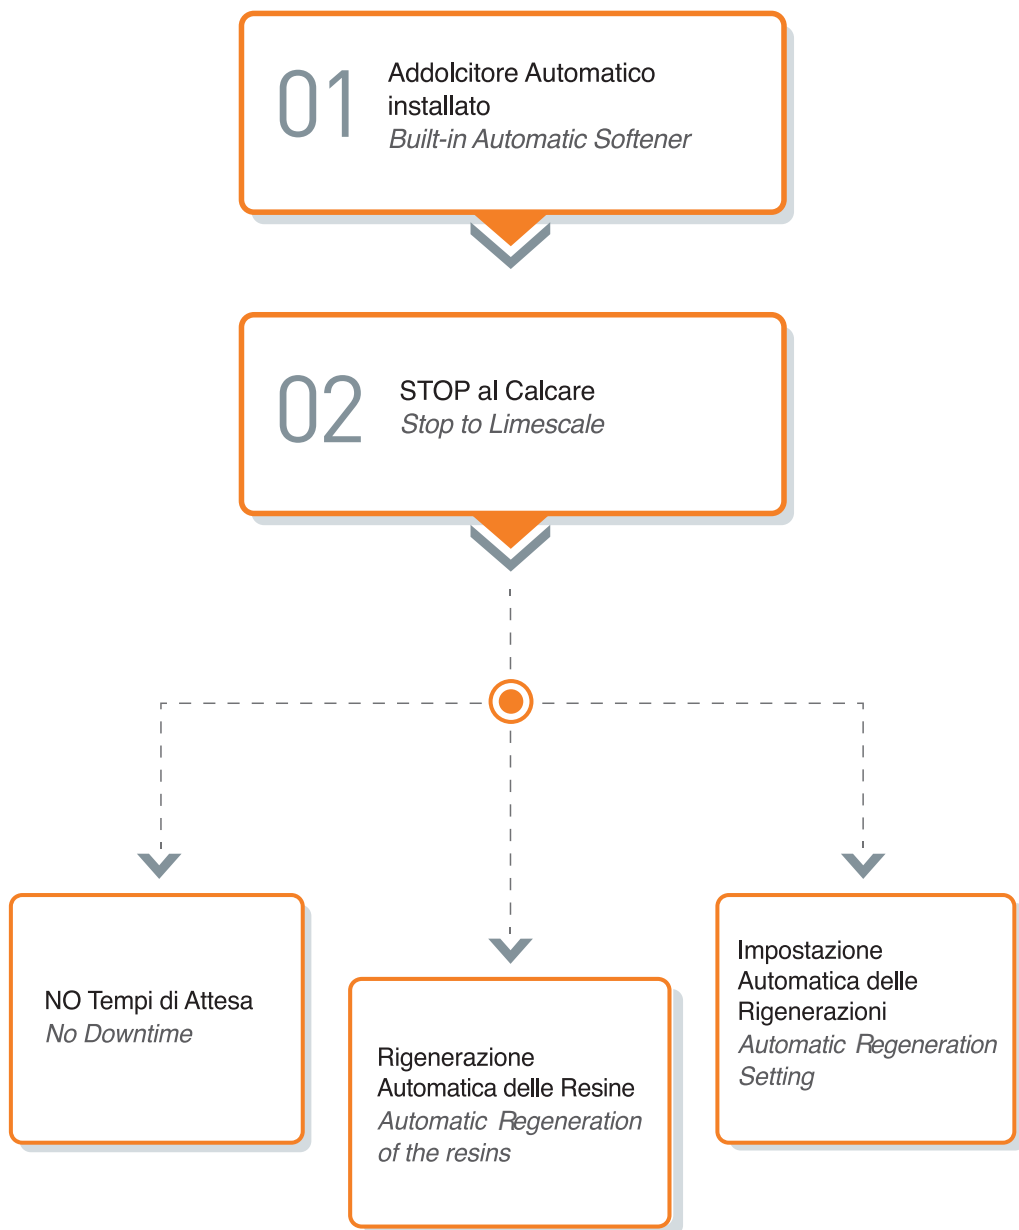 01
Addolcitore Automatico
installato
Built-in Automatic Softener
02
STOP al Calcare
Stop to Limescale
NO Tempi di Attesa
No Downtime
Rigenerazione
Automatica delle Resine
Automatic Regeneration
of the resins
Impostazione
Automatica delle
Rigenerazioni
Automatic Regeneration
Setting